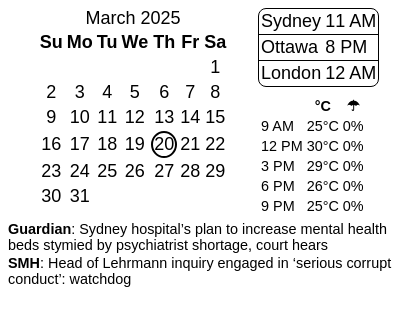 March 2025
Su Mo Tu We Th Fr Sa
1
2 3 4 5 6 7 8
9 10 11 12 13 14 15
16 17 18 19 20 21 22
23 24 25 26 27 28 29
30 31
Sydney 11 AM
Ottawa 8 PM
London 12 AM
°C ☂
9 AM 25°C 0%
12 PM 30°C 0%
3 PM 29°C 0%
6 PM 26°C 0%
9 PM 25°C 0%
Guardian: Sydney hospital’s plan to increase mental health
beds stymied by psychiatrist shortage, court hears
SMH: Head of Lehrmann inquiry engaged in ‘serious corrupt
conduct’: watchdog